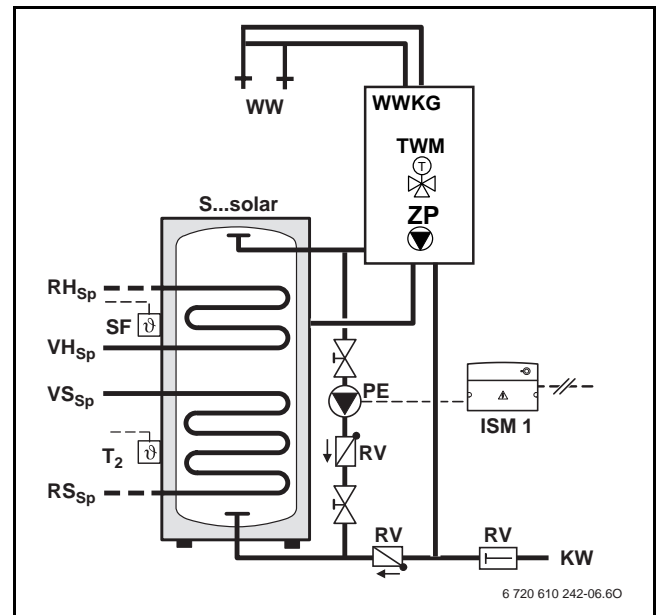 WW
WWKG
TWM
T
ZP
S...solar
RH_Sp
SF ϑ
VH_Sp
VS_Sp
PE
ISM 1
RV
T₂ ϑ
RS_Sp
RV
RV
KW
6 720 610 242-06.6O